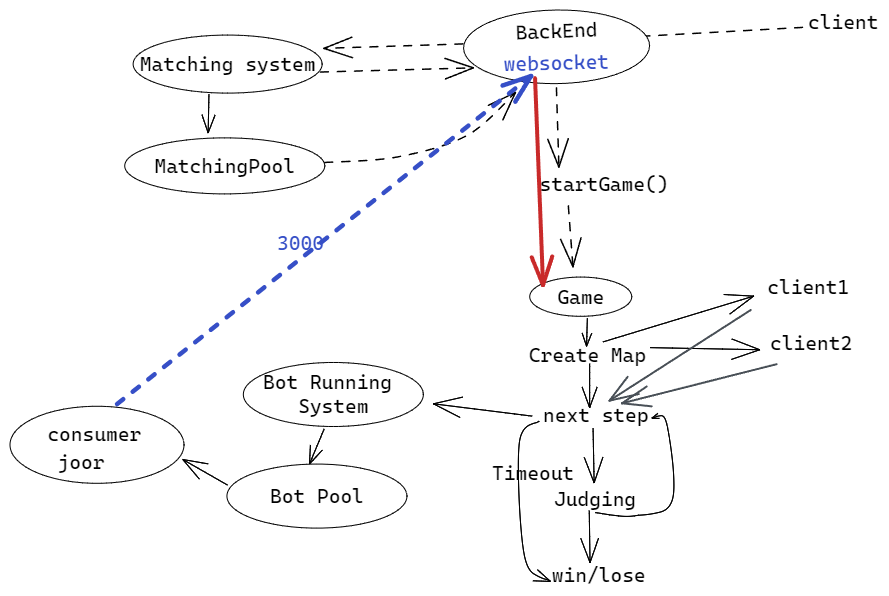 client
BackEnd
websocket
Matching system
MatchingPool
startGame()
3000
Game
client1
client2
Create Map
Bot Running
System
next step
consumer
joor
Timeout
Bot Pool
Judging
win/lose